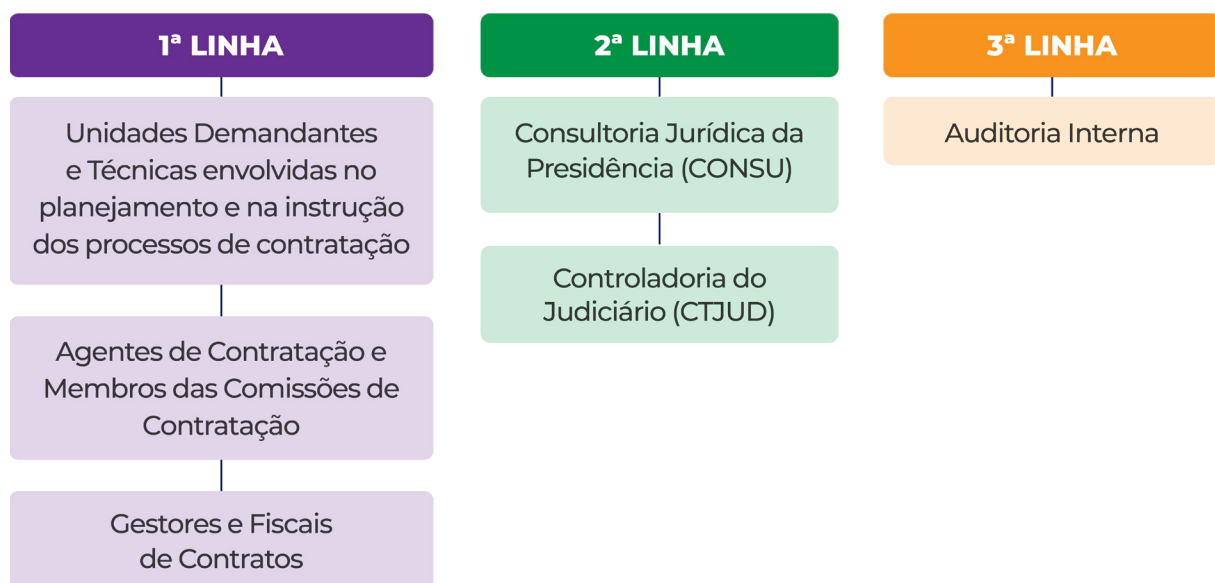 1ª LINHA
Unidades Demandantes
e Técnicas envolvidas no
planejamento e na instrução
dos processos de contratação
Agentes de Contratação e
Membros das Comissões de
Contratação
Gestores e Fiscais
de Contratos
2ª LINHA
Consultoria Jurídica da
Presidência (CONSU)
Controladoria do
Judiciário (CTJUD)
3ª LINHA
Auditoria Interna